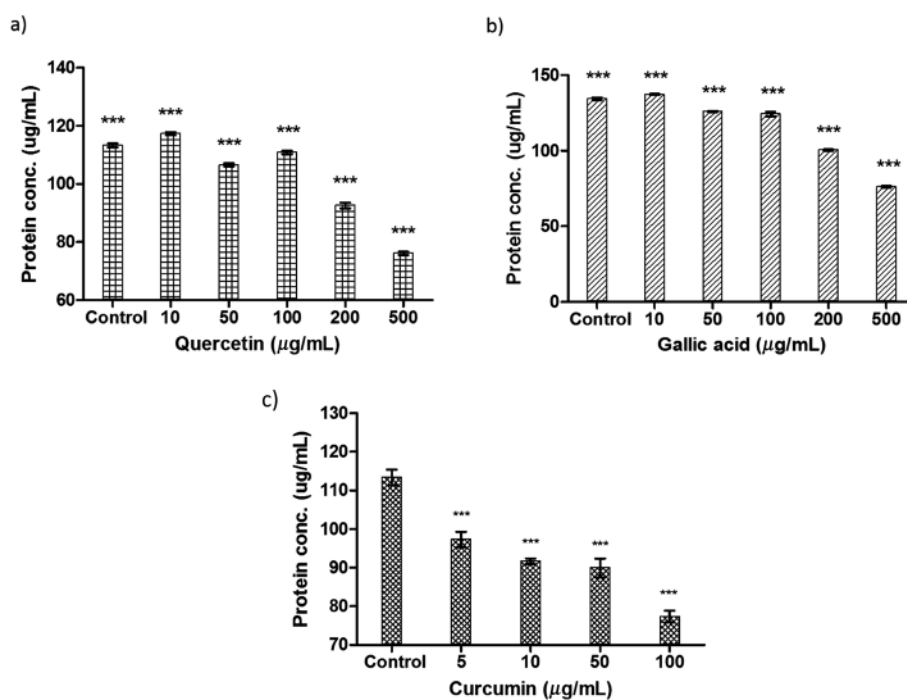 a)
Protein conc. (ug/mL)
140
120
100
80
60
*** *** *** *** *** ***
Control 10 50 100 200 500
Quercetin (μg/mL)
b)
Protein conc. (ug/mL)
150
100
50
0
*** *** *** *** *** ***
Control 10 50 100 200 500
Gallic acid (μg/mL)
c)
Protein conc. (ug/mL)
130
120
110
100
90
80
70
*** *** *** ***
Control 5 10 50 100
Curcumin (μg/mL)